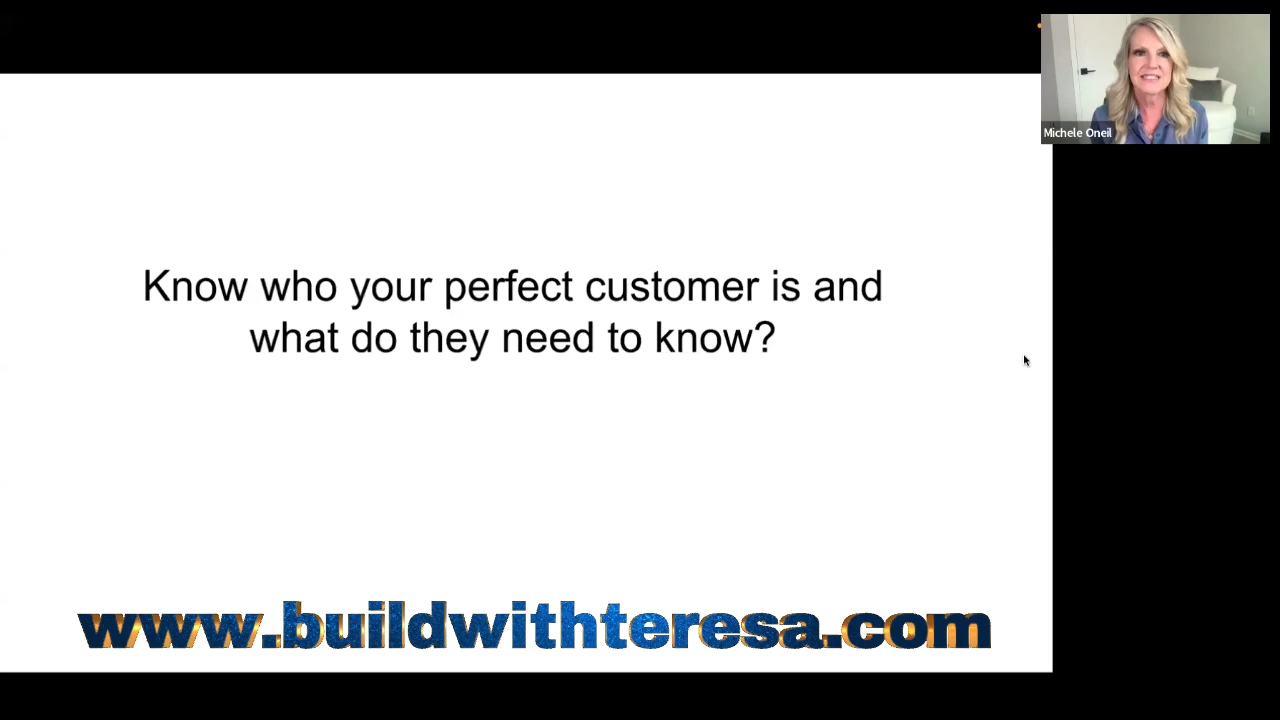 Michele Oneil
Know who your perfect customer is and
what do they need to know?
www.buildwithteresa.com